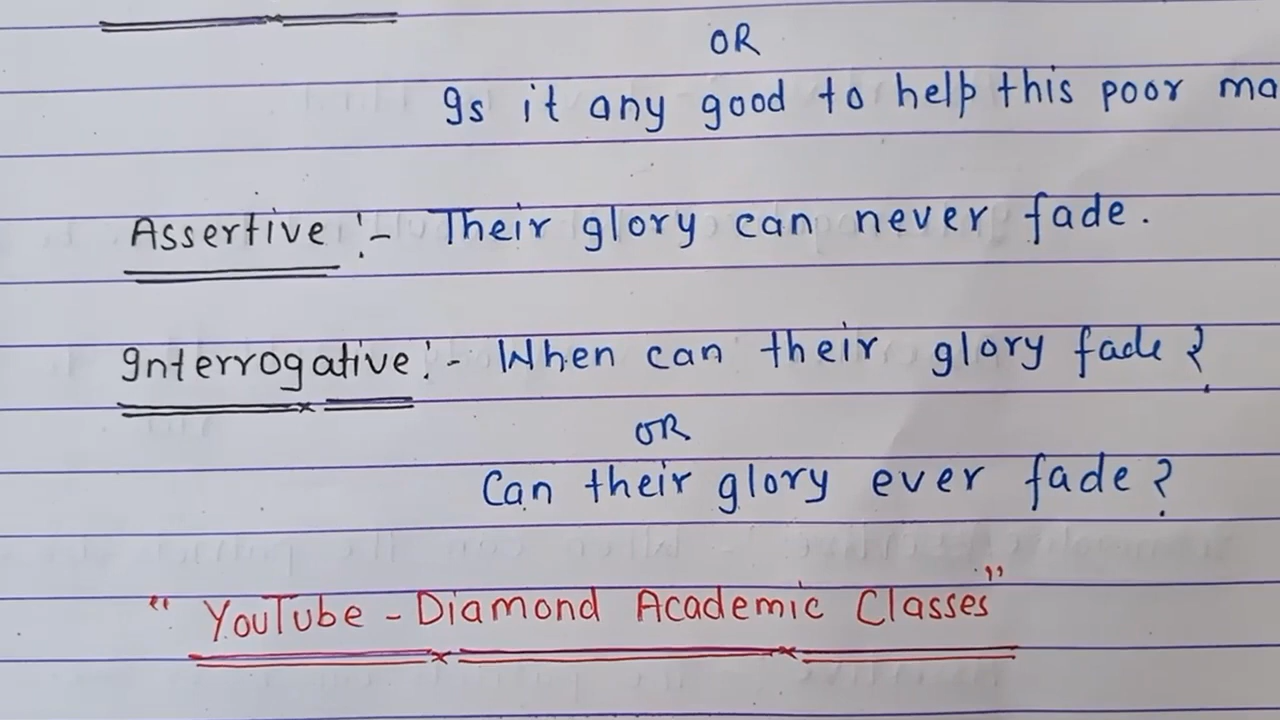 OR
Is it any good to help this poor ma
Assertive :- Their glory can never fade.
Interrogative :- When can their glory fade ?
OR
Can their glory ever fade ?
"YouTube - Diamond Academic Classes"